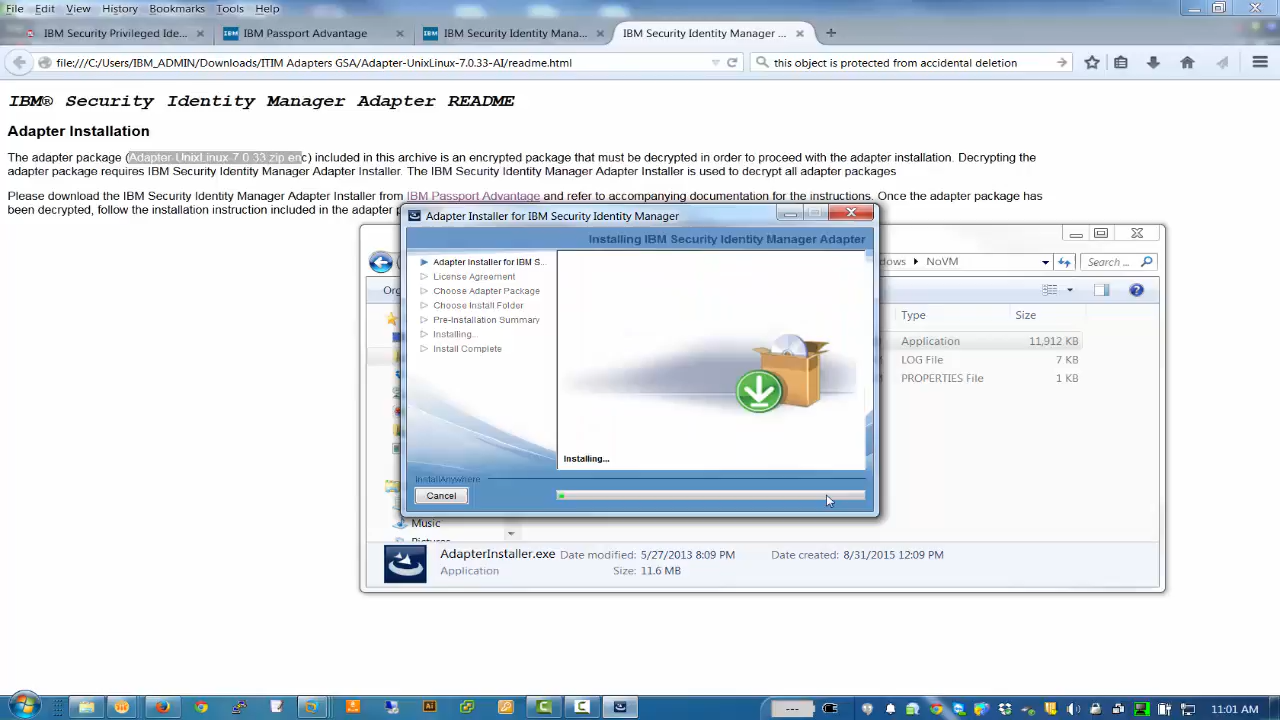 File Edit View History Bookmarks Tools Help
IBM Security Privileged Ide... × IBM Passport Advantage × IBM Security Identity Mana... × IBM Security Identity Manager ... × +
file:///C:/Users/IBM_ADMIN/Downloads/ITIM Adapters GSA/Adapter-UnixLinux-7.0.33-AI/readme.html
this object is protected from accidental deletion
IBM® Security Identity Manager Adapter README
Adapter Installation
The adapter package (Adapter-UnixLinux-7.0.33.zip.enc) included in this archive is an encrypted package that must be decrypted in order to proceed with the adapter installation. Decrypting the
adapter package requires IBM Security Identity Manager Adapter Installer. The IBM Security Identity Manager Adapter Installer is used to decrypt all adapter packages
Please download the IBM Security Identity Manager Adapter Installer from IBM Passport Advantage and refer to accompanying documentation for the instructions. Once the adapter package has
been decrypted, follow the installation instruction included in the adapter p
Adapter Installer for IBM Security Identity Manager
Installing IBM Security Identity Manager Adapter
Adapter Installer for IBM S...
License Agreement
Choose Adapter Package
Choose Install Folder
Pre-Installation Summary
Installing...
Install Complete
Installing...
InstallAnywhere
Cancel
dows NoVM Search ...
Org
Type Size
Application 11,912 KB
LOG File 7 KB
PROPERTIES File 1 KB
Music
AdapterInstaller.exe Date modified: 5/27/2013 8:09 PM Date created: 8/31/2015 12:09 PM
Application Size: 11.6 MB
11:01 AM